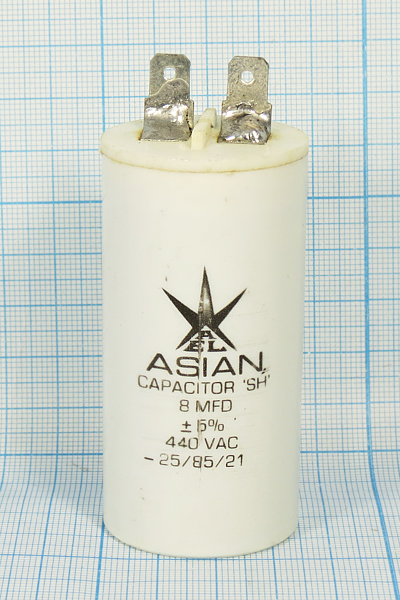 A
EL
ASIAN
CAPACITOR 'SH'
8 MFD
± 5%
440 VAC
- 25/85/21